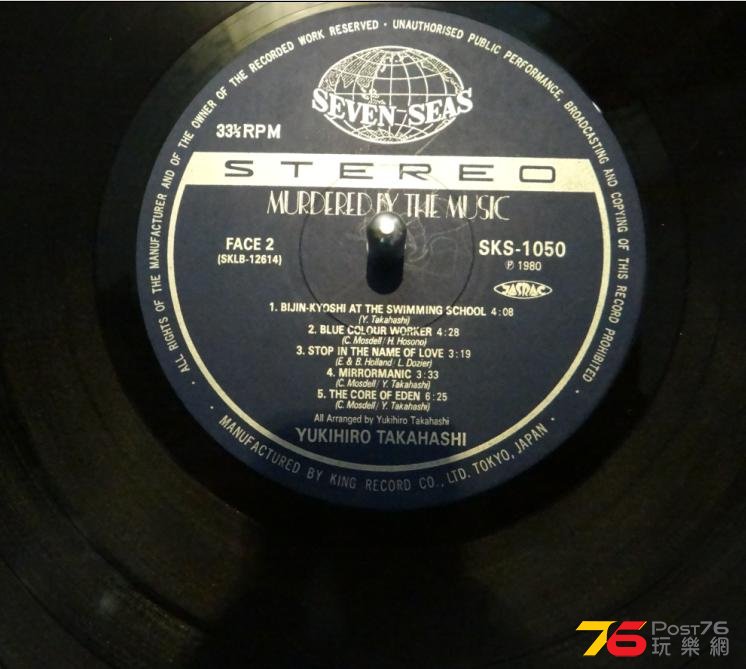 ALL RIGHTS OF THE MANUFACTURER AND OF THE OWNER OF THE RECORDED WORK RESERVED · UNAUTHORISED PUBLIC PERFORMANCE, BROADCASTING AND COPYING OF THIS RECORD PROHIBITED ·
SEVEN-SEAS
33⅓RPM
STEREO
MURDERED BY THE MUSIC
FACE 2
(SKLB-12614)
SKS-1050
Ⓟ 1980
JASRAC
1. BIJIN-KYOSHI AT THE SWIMMING SCHOOL 4:08
(Y. Takahashi)
2. BLUE COLOUR WORKER 4:28
(C. Mosdell/H. Hosono)
3. STOP IN THE NAME OF LOVE 3:19
(E. & B. Holland/L. Dozier)
4. MIRRORMANIC 3:33
(C. Mosdell/Y. Takahashi)
5. THE CORE OF EDEN 6:25
(C. Mosdell/Y. Takahashi)
All Arranged by Yukihiro Takahashi
YUKIHIRO TAKAHASHI
· MANUFACTURED BY KING RECORD CO., LTD. TOKYO, JAPAN ·
76 POST76
玩樂網